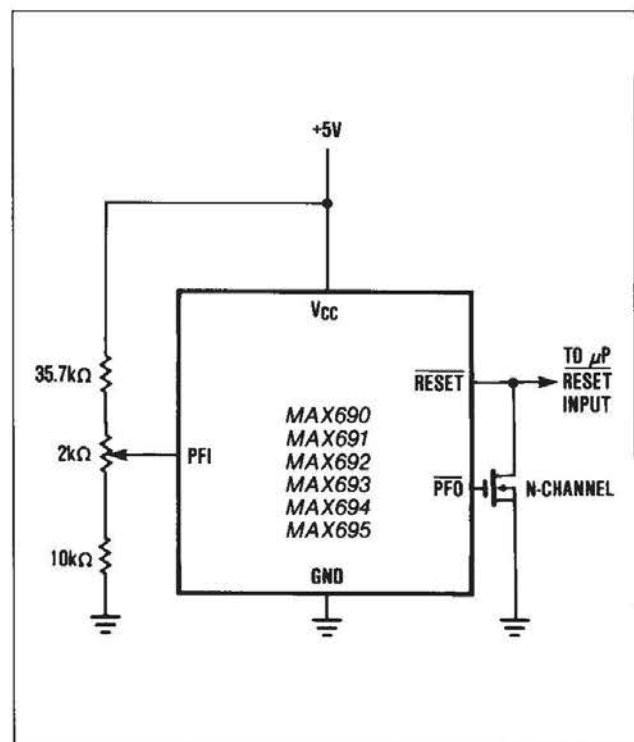 +5V
VCC
35.7kΩ
2kΩ
10kΩ
PFI
MAX690
MAX691
MAX692
MAX693
MAX694
MAX695
GND
RESET
PFO
TO μP
RESET
INPUT
N-CHANNEL